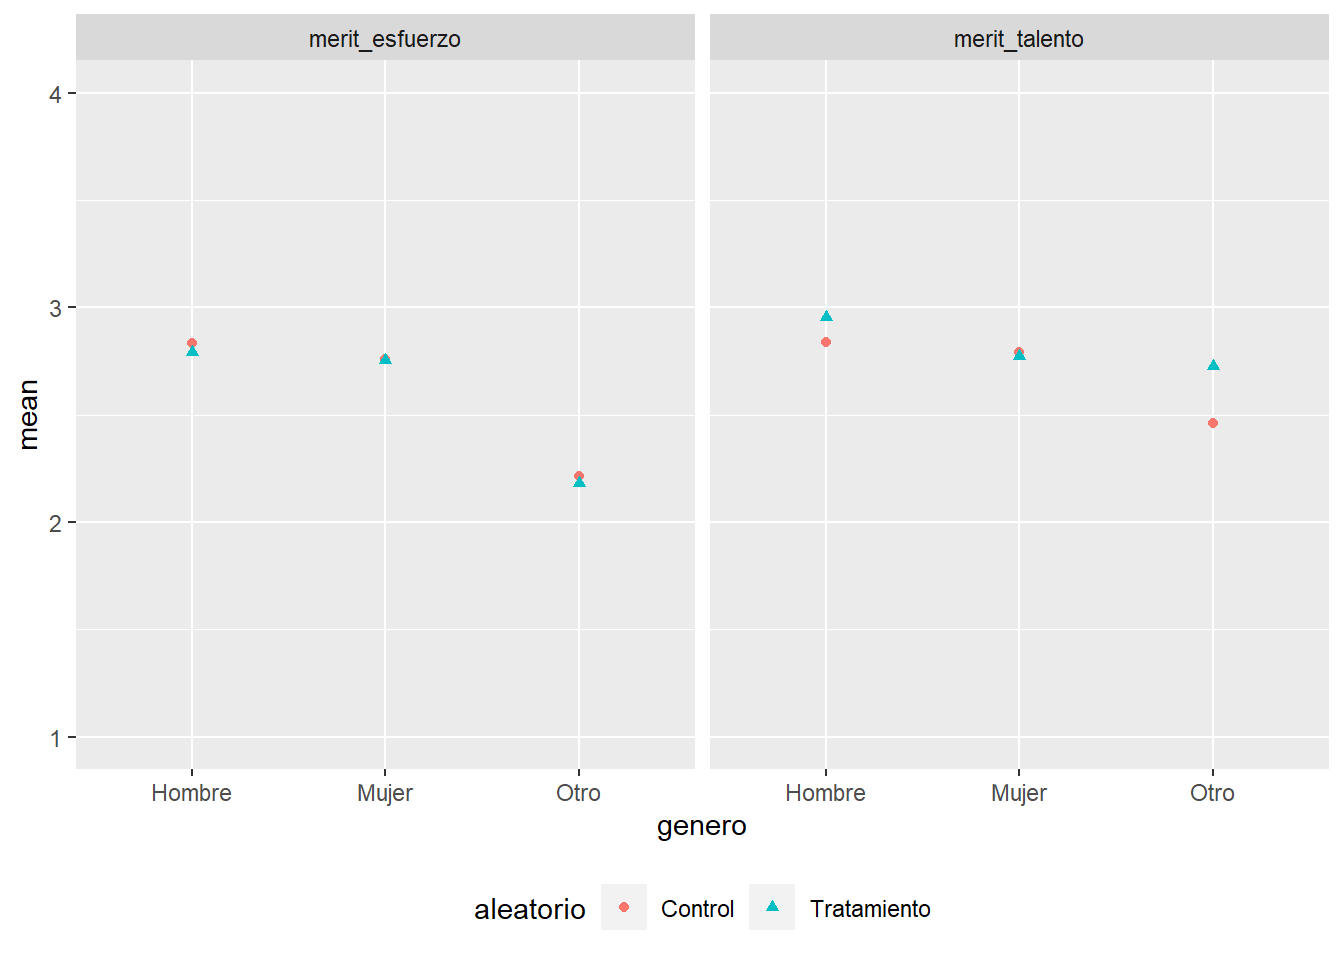 merit_esfuerzo
merit_talento
mean
4
3
2
1
Hombre Mujer Otro
Hombre Mujer Otro
genero
aleatorio Control Tratamiento